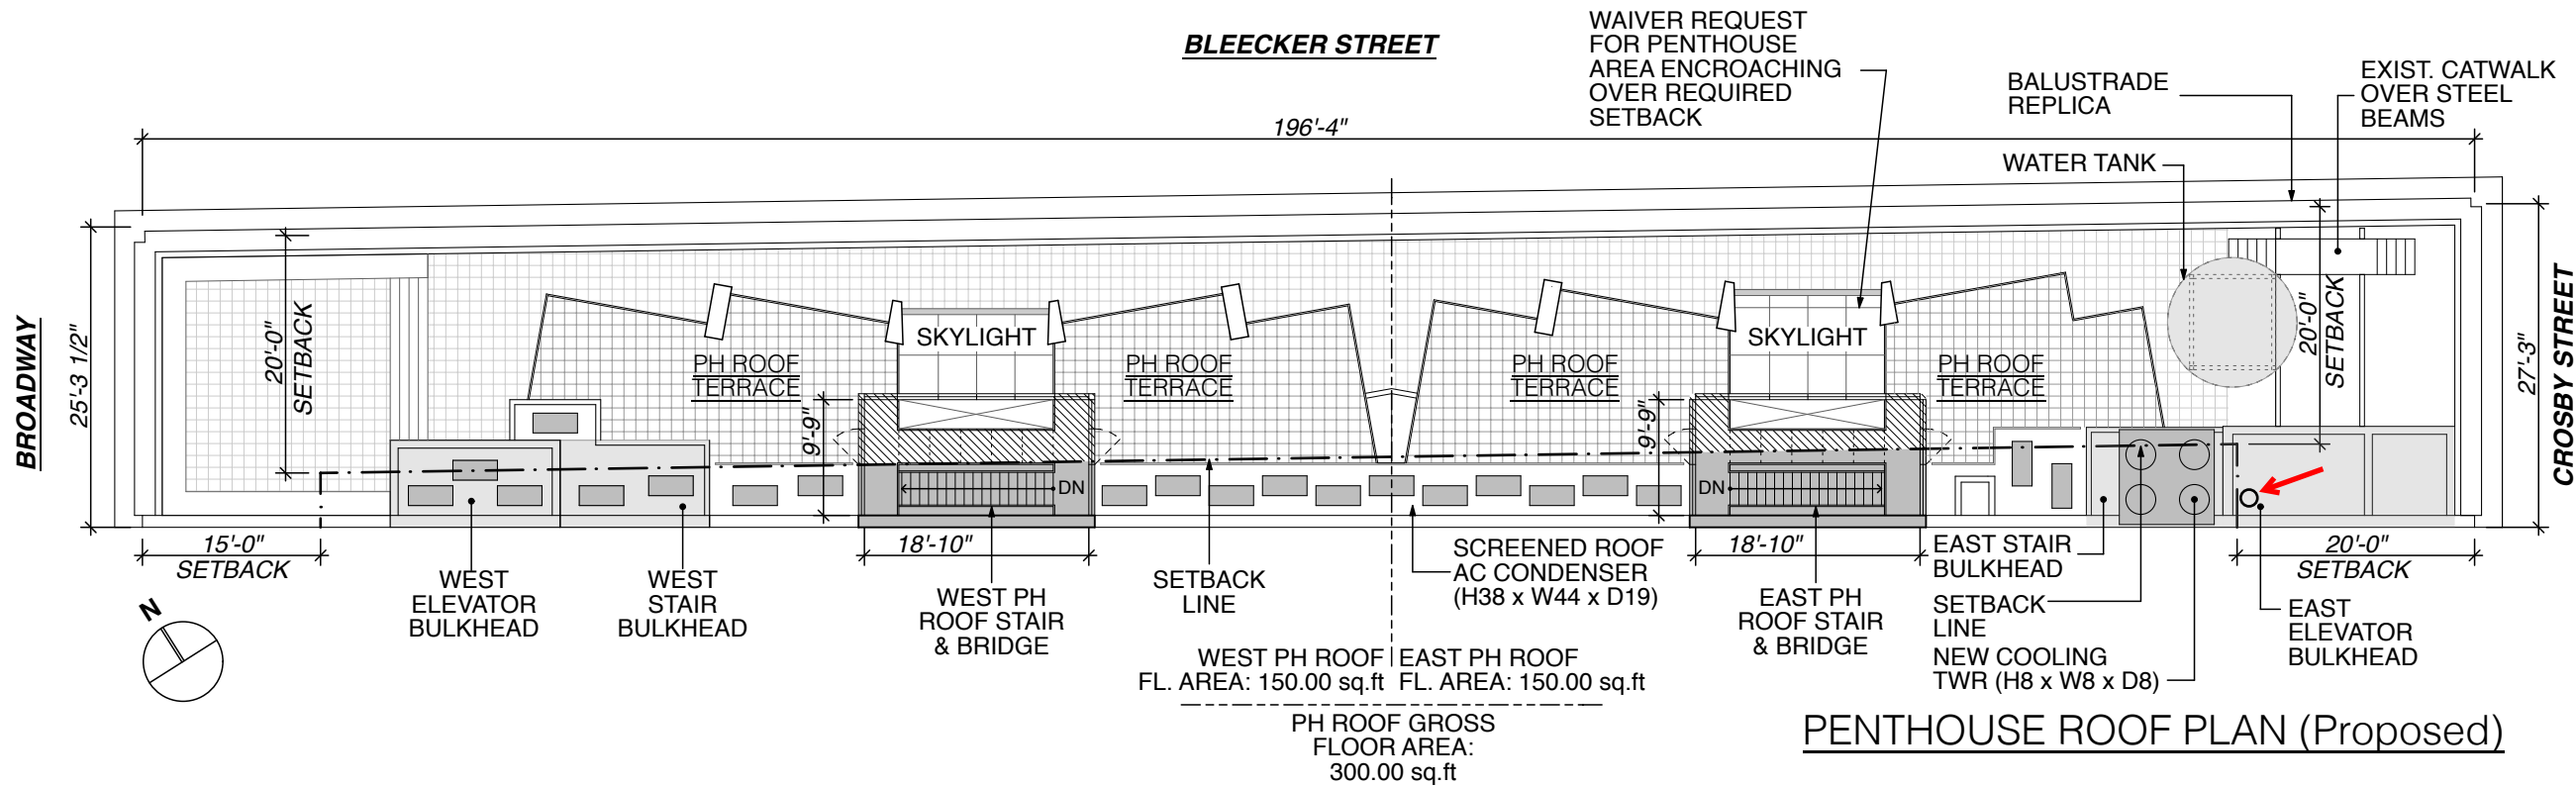 BLEECKER STREET
WAIVER REQUEST
FOR PENTHOUSE
AREA ENCROACHING
OVER REQUIRED
SETBACK
BALUSTRADE
REPLICA
EXIST. CATWALK
OVER STEEL
BEAMS
196'-4"
WATER TANK
BROADWAY
25'-3 1/2"
20'-0"
SETBACK
SKYLIGHT
SKYLIGHT
PH ROOF
TERRACE
PH ROOF
TERRACE
PH ROOF
TERRACE
PH ROOF
TERRACE
20'-0"
SETBACK
27'-3"
CROSBY STREET
9'-9"
9'-9"
DN
DN
15'-0"
SETBACK
18'-10"
18'-10"
20'-0"
SETBACK
WEST
ELEVATOR
BULKHEAD
WEST
STAIR
BULKHEAD
WEST PH
ROOF STAIR
& BRIDGE
SETBACK
LINE
SCREENED ROOF
AC CONDENSER
(H38 x W44 x D19)
EAST PH
ROOF STAIR
& BRIDGE
EAST STAIR
BULKHEAD
SETBACK
LINE
NEW COOLING
TWR (H8 x W8 x D8)
EAST
ELEVATOR
BULKHEAD
N
WEST PH ROOF
FL. AREA: 150.00 sq.ft
EAST PH ROOF
FL. AREA: 150.00 sq.ft
PH ROOF GROSS
FLOOR AREA:
300.00 sq.ft
PENTHOUSE ROOF PLAN (Proposed)